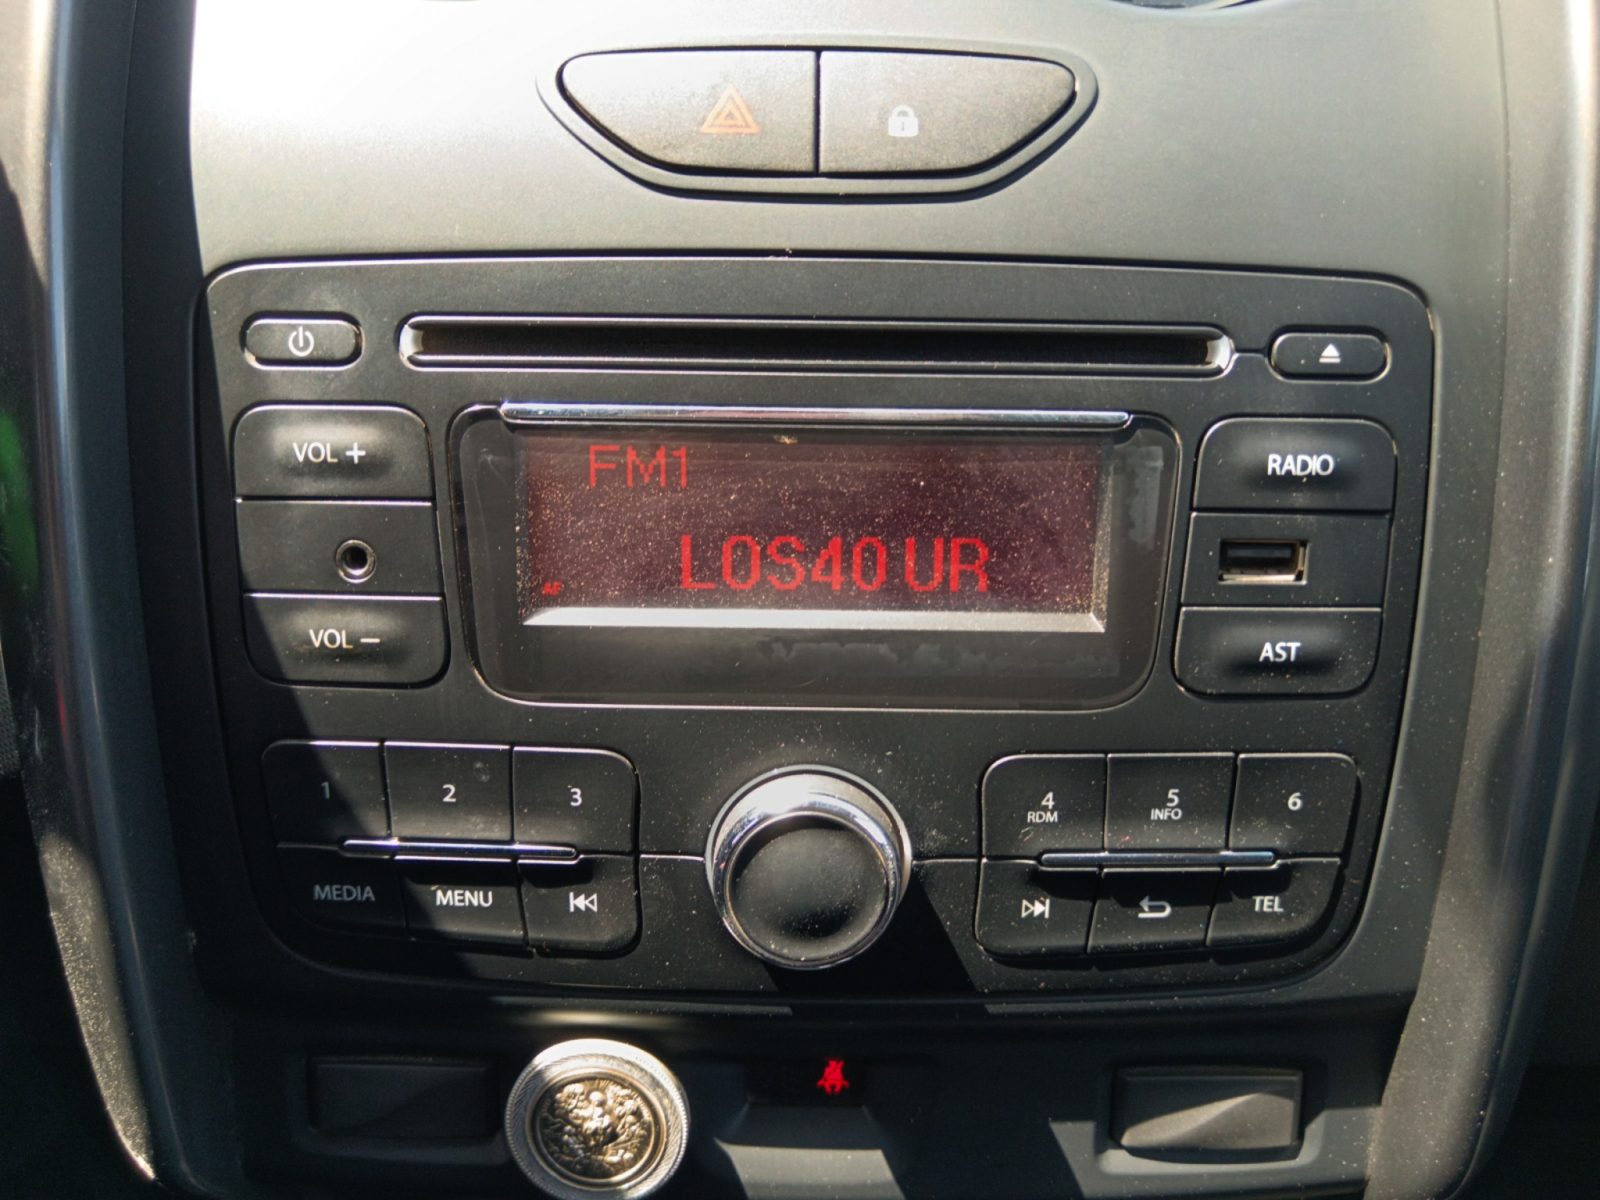 FM1
LOS40 UR
AF
VOL +
VOL −
RADIO
AST
1
2
3
4
RDM
5
INFO
6
MEDIA
MENU
TEL